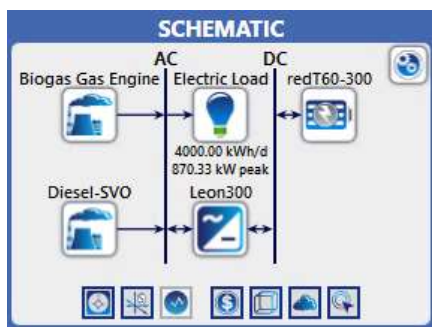 SCHEMATIC
AC DC
Biogas Gas Engine Electric Load redT60-300
4000.00 kWh/d
870.33 kW peak
Diesel-SVO Leon300